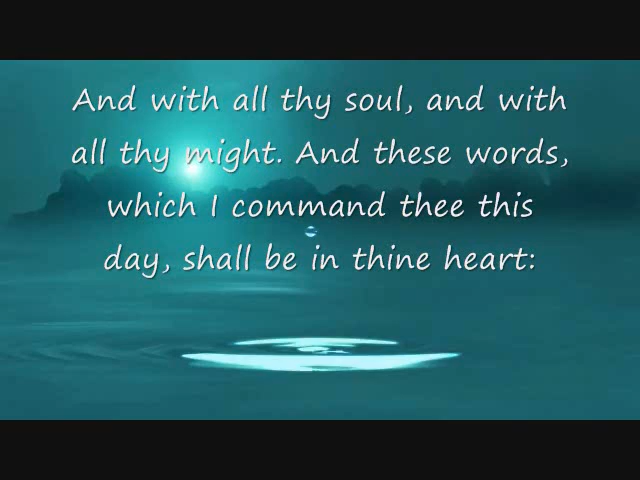 And with all thy soul, and with
all thy might. And these words,
which I command thee this
day, shall be in thine heart: